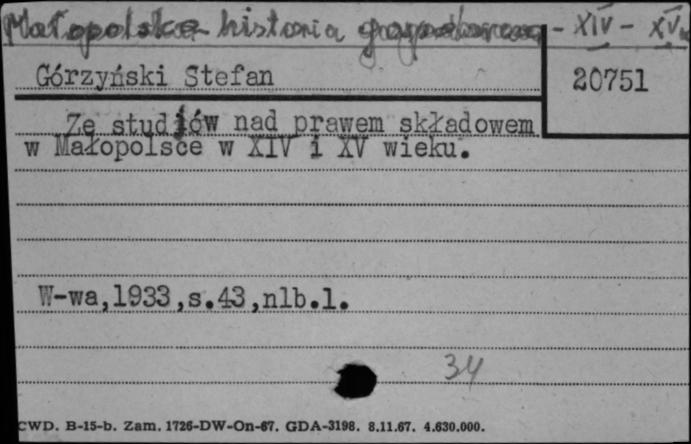 Małopolska historia gospodarcza - XIV - XV w
Górzyński Stefan
20751
Ze studiów nad prawem składowem
w Małopolsce w XIV i XV wieku.
W-wa,1933,s.43,nlb.1.
34
CWD. B-15-b. Zam. 1726-DW-On-67. GDA-3198. 8.11.67. 4.630.000.